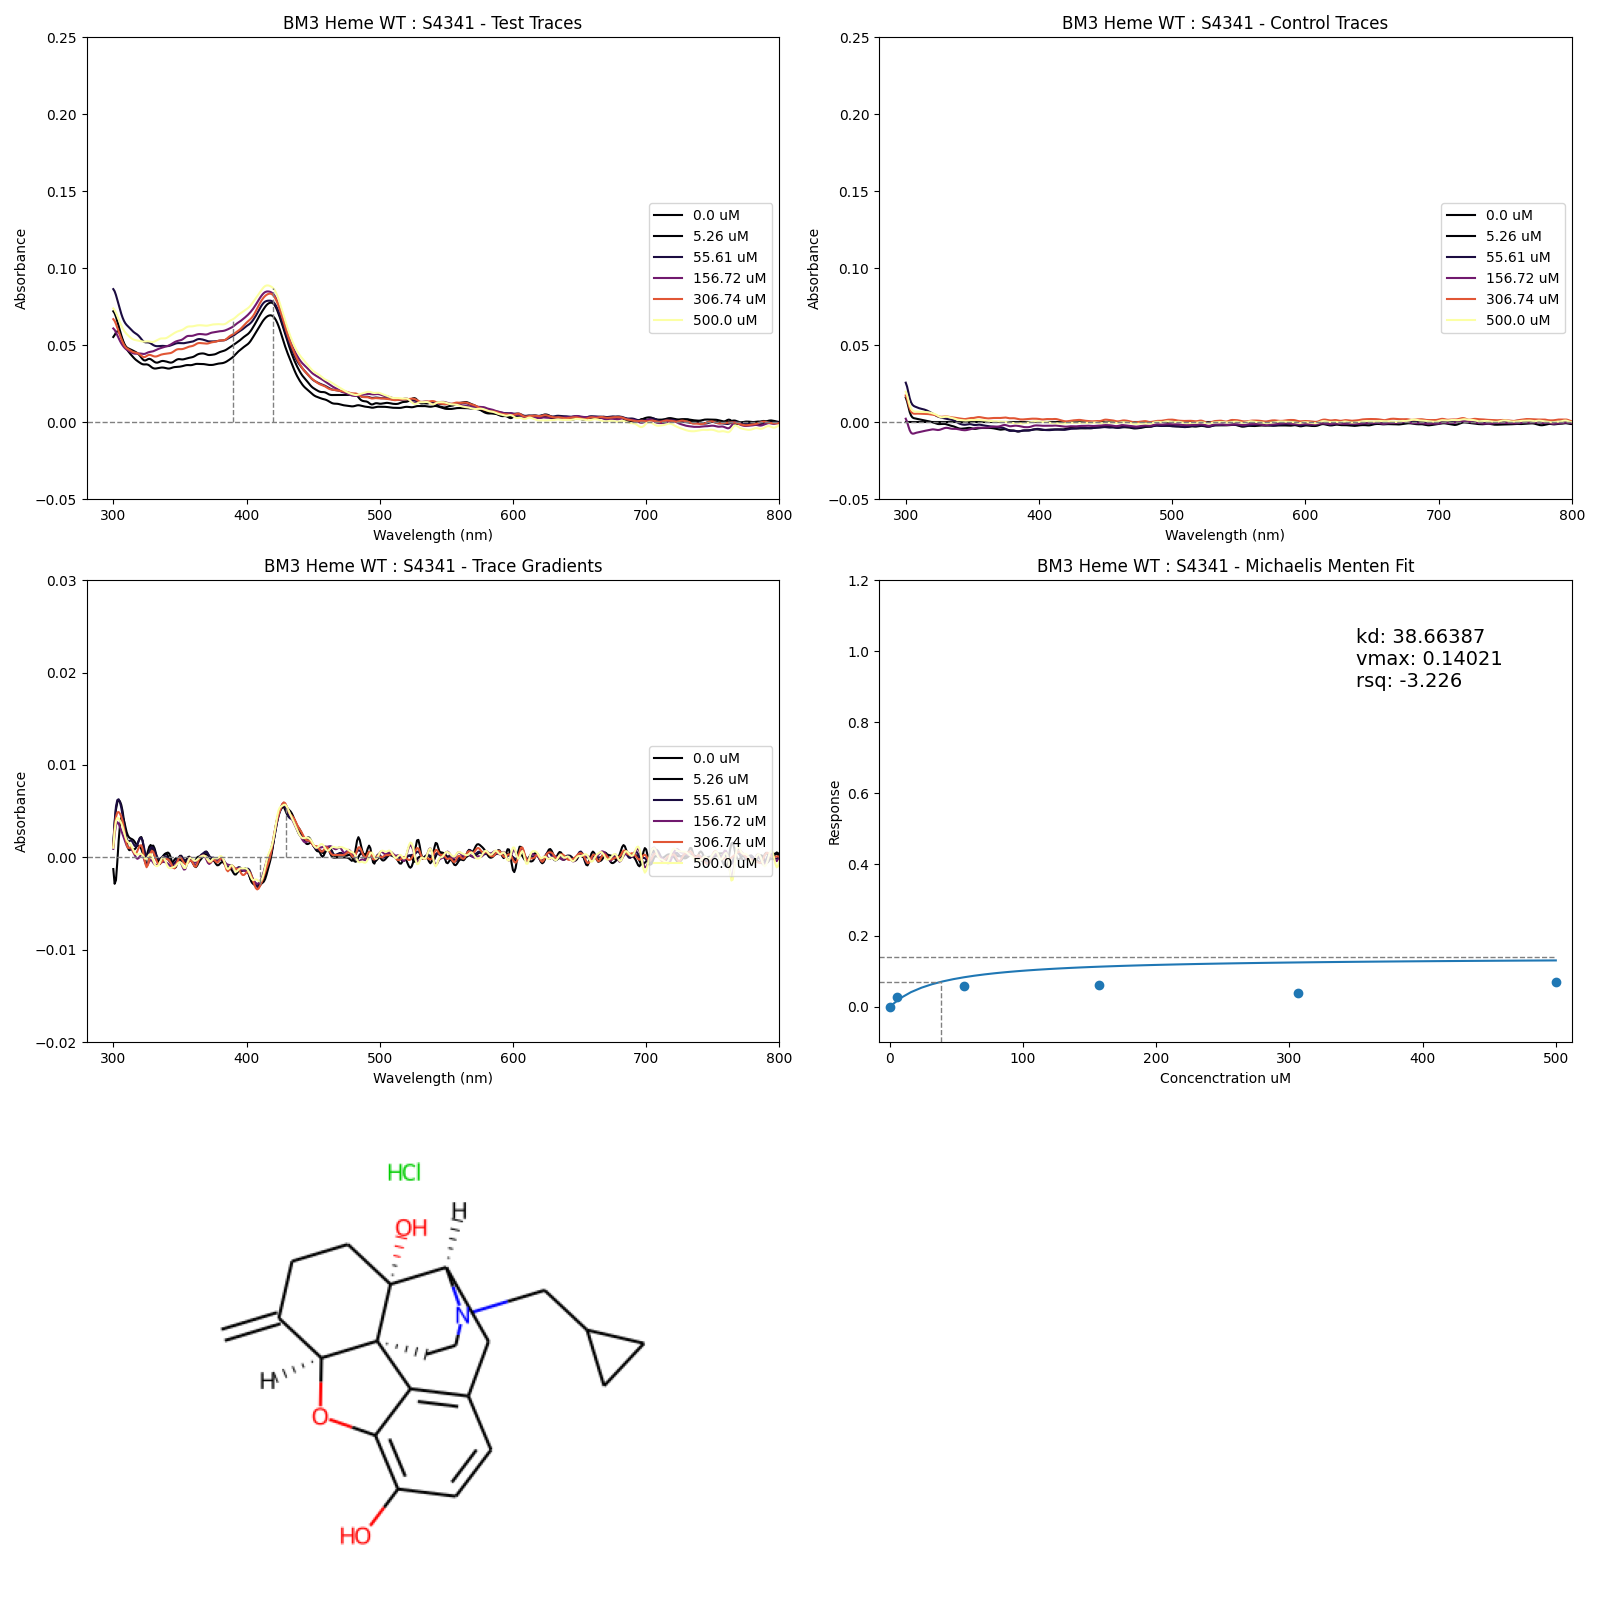 BM3 Heme WT : S4341 - Test Traces
0.25
0.20
0.15
0.10
0.05
0.00
−0.05
Absorbance
300 400 500 600 700 800
Wavelength (nm)
0.0 uM
5.26 uM
55.61 uM
156.72 uM
306.74 uM
500.0 uM
BM3 Heme WT : S4341 - Control Traces
0.25
0.20
0.15
0.10
0.05
0.00
−0.05
Absorbance
300 400 500 600 700 800
Wavelength (nm)
0.0 uM
5.26 uM
55.61 uM
156.72 uM
306.74 uM
500.0 uM
BM3 Heme WT : S4341 - Trace Gradients
0.03
0.02
0.01
0.00
−0.01
−0.02
Absorbance
300 400 500 600 700 800
Wavelength (nm)
0.0 uM
5.26 uM
55.61 uM
156.72 uM
306.74 uM
500.0 uM
BM3 Heme WT : S4341 - Michaelis Menten Fit
1.2
1.0
0.8
0.6
0.4
0.2
0.0
Response
0 100 200 300 400 500
Concenctration uM
kd: 38.66387
vmax: 0.14021
rsq: -3.226
HCl
H
OH
N
H
O
HO